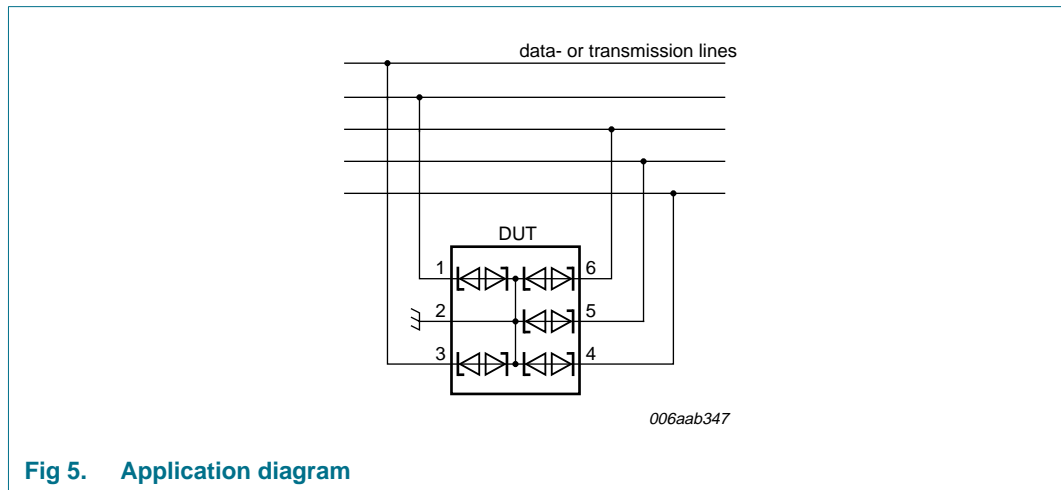 data- or transmission lines
DUT
1 6
2 5
3 4
006aab347
Fig 5. Application diagram